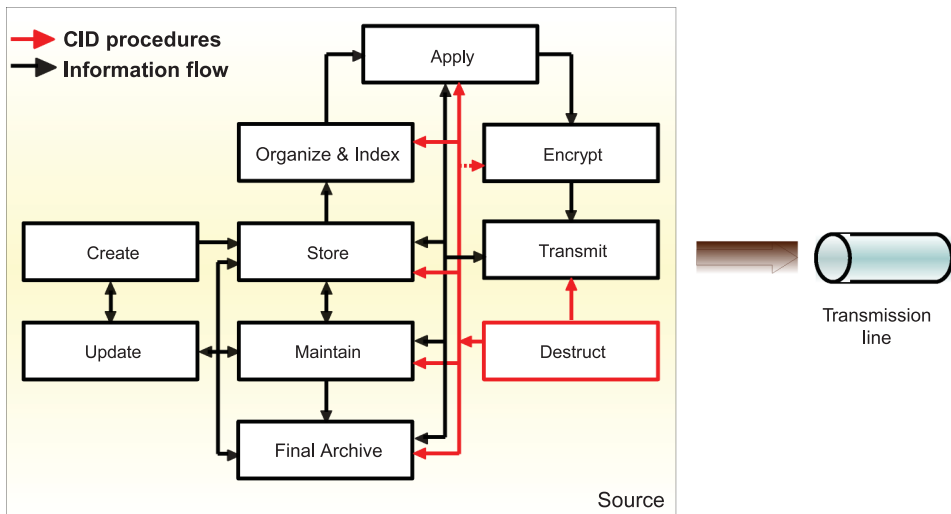 CID procedures
Information flow
Apply
Organize & Index
Encrypt
Create
Store
Transmit
Update
Maintain
Destruct
Final Archive
Source
Transmission
line